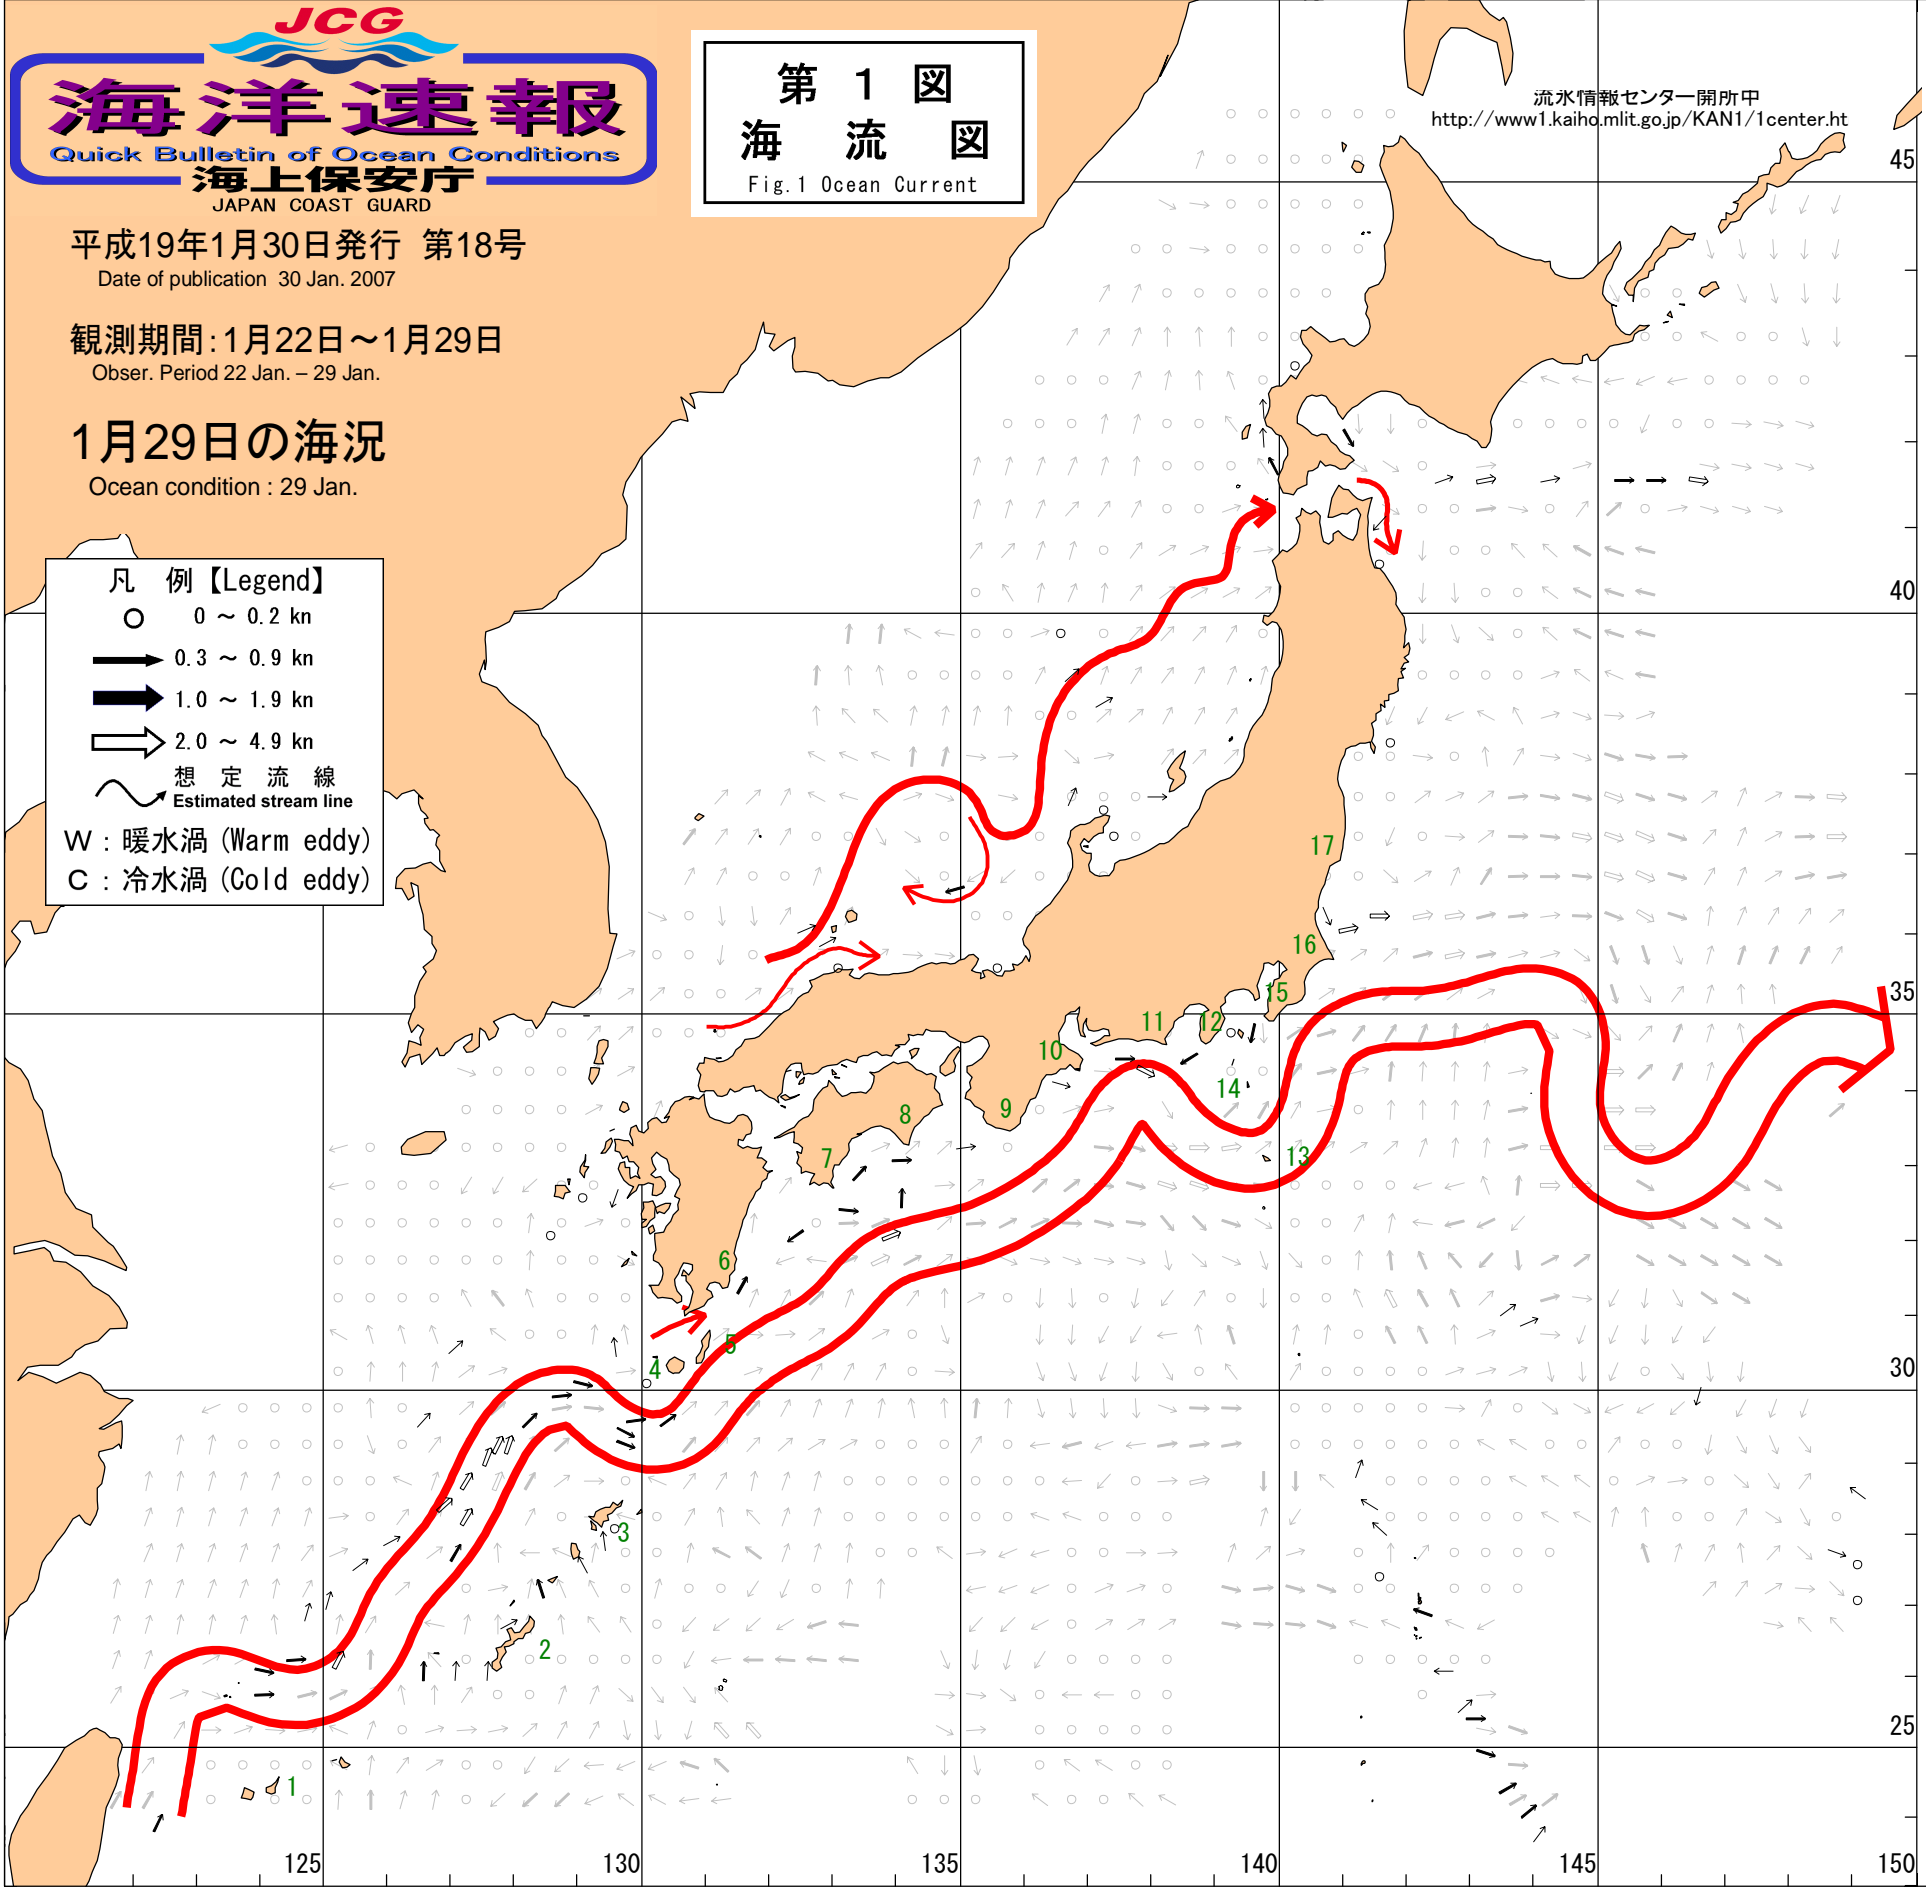 JCG
海洋速報
Quick Bulletin of Ocean Conditions
海上保安庁
JAPAN COAST GUARD
平成19年1月30日発行 第18号
Date of publication 30 Jan. 2007
観測期間:1月22日～1月29日
Obser. Period 22 Jan. – 29 Jan.
1月29日の海況
Ocean condition : 29 Jan.
第 1 図
海 流 図
Fig.1 Ocean Current
流氷情報センター開所中
http://www1.kaiho.mlit.go.jp/KAN1/1center.ht
凡 例【Legend】
0 ～ 0.2 kn
0.3 ～ 0.9 kn
1.0 ～ 1.9 kn
2.0 ～ 4.9 kn
想 定 流 線
Estimated stream line
W : 暖水渦 (Warm eddy)
C : 冷水渦 (Cold eddy)
45
40
35
30
25
17
16
15
12
11
10
14
9
8
7
13
6
5
4
3
2
1
125
130
135
140
145
150